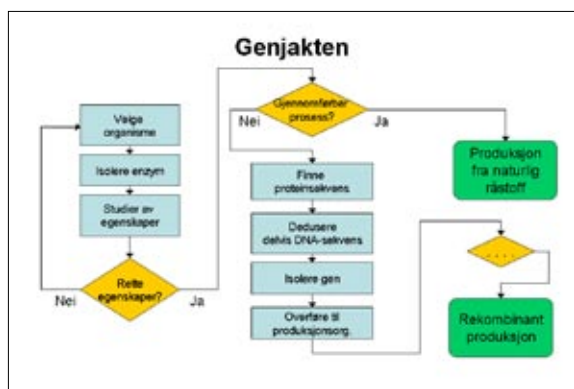 Genjakten
Velge
organisme
Isolere enzym
Studier av
egenskaper
Rette
egenskaper?
Nei
Ja
Gjennomførbar
prosess?
Nei
Ja
Produksjon
fra naturlig
råstoff
Finne
proteinsekvens
Dedusere
delvis DNA-sekvens
Isolere gen
Overføre til
produksjonsorg.
. . . .
Rekombinant
produksjon